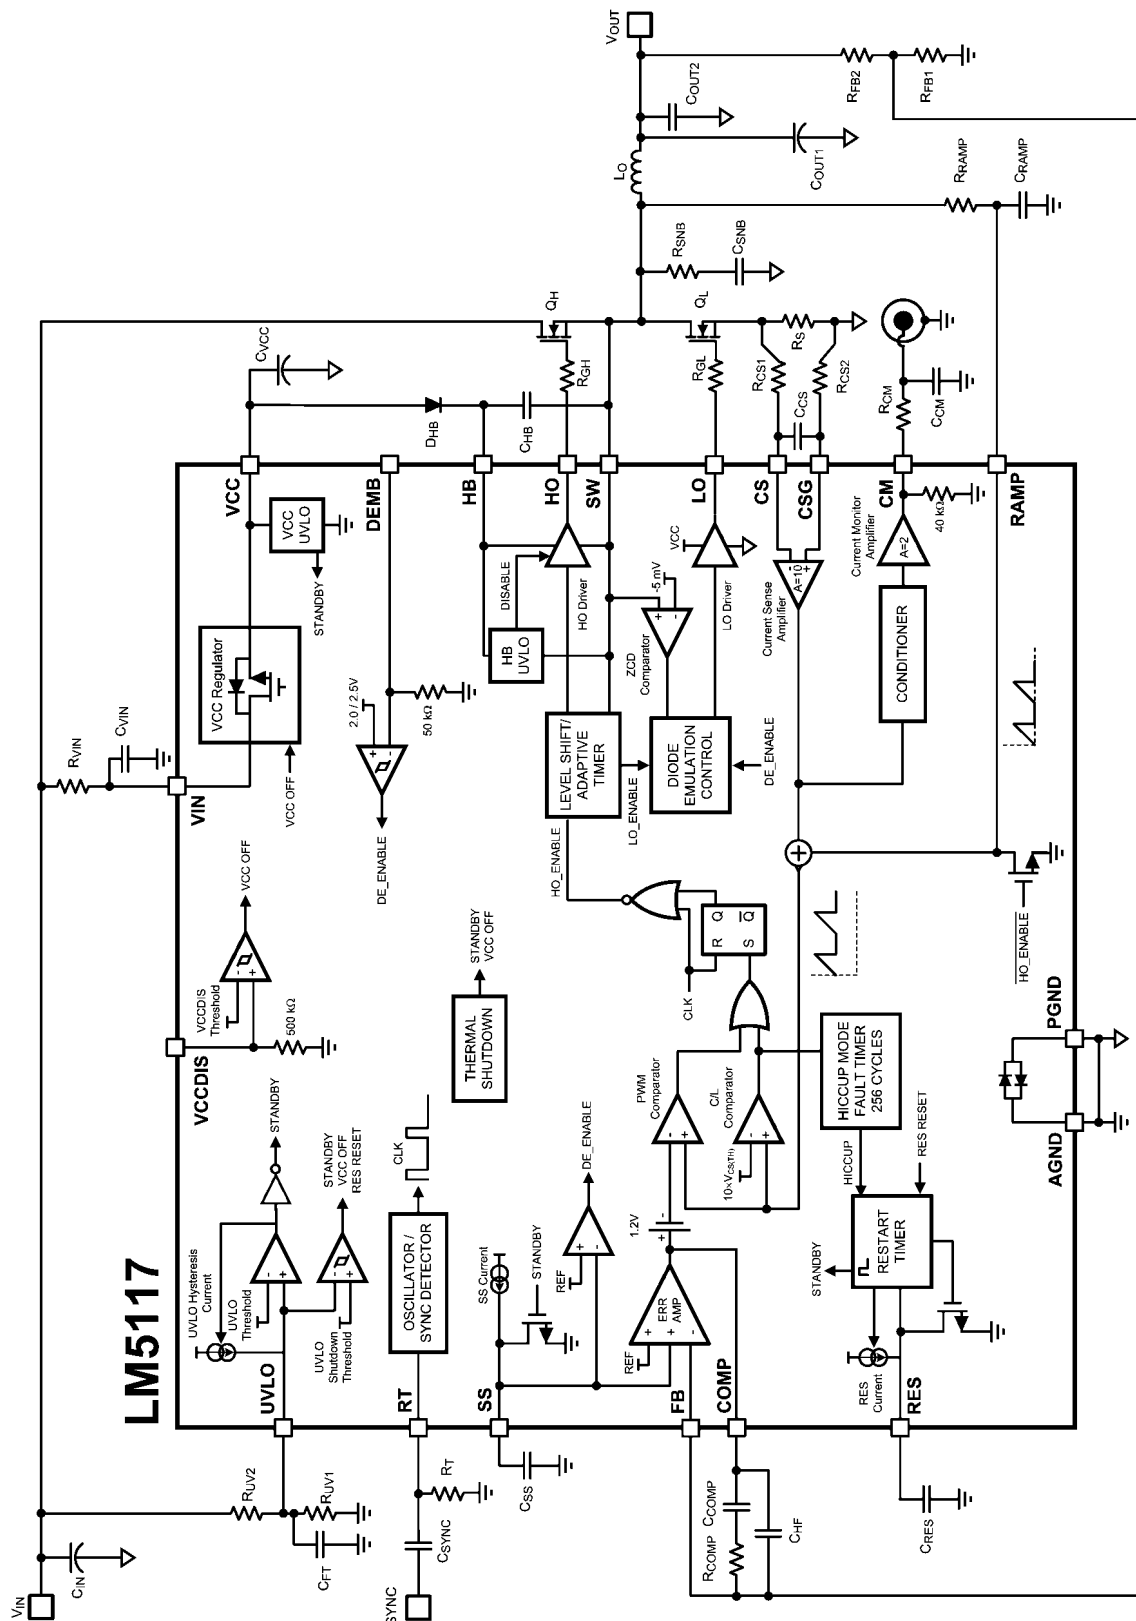 LM5117
VIN
CIN
RUV2
RUV1
CFT
UVLO
UVLO Hysteresis
Current
UVLO
Threshold
STANDBY
UVLO
Shutdown
Threshold
STANDBY
VCC OFF
RES RESET
VCCDIS
VCCDIS
Threshold
500 kΩ
VCC OFF
RVIN
CVIN
VIN
VCC Regulator
VCC OFF
VCC
UVLO
STANDBY
VCC
CVCC
SYNC
CSYNC
RT
RT
OSCILLATOR /
SYNC DETECTOR
CLK
THERMAL
SHUTDOWN
STANDBY
VCC OFF
2.0 / 2.5V
50 kΩ
DE_ENABLE
DEMB
DHB
CHB
HB
HB
UVLO
DISABLE
HO Driver
HO
RGH
QH
SW
LEVEL SHIFT/
ADAPTIVE
TIMER
HO_ENABLE
LO_ENABLE
CSS
SS
SS Current
STANDBY
REF
DE_ENABLE
REF
ERR
AMP
1.2V
PWM
Comparator
C/L
Comparator
10×VCS(TH)
CLK
R
Q
S
Q
DIODE
EMULATION
CONTROL
DE_ENABLE
ZCD
Comparator
-5 mV
VCC
LO Driver
LO
RGL
QL
RSNB
CSNB
LO
COUT1
COUT2
VOUT
FB
COMP
RCOMP
CCOMP
CHF
HICCUP MODE
FAULT TIMER
256 CYCLES
HICCUP
RES RESET
RESTART
TIMER
STANDBY
RES
Current
RES
CRES
Current Sense
Amplifier
A=10
CS
CSG
RCS1
CCS
RCS2
RS
CONDITIONER
Current Monitor
Amplifier
A=2
40 kΩ
CM
RCM
CCM
RAMP
RRAMP
CRAMP
RFB2
RFB1
HO_ENABLE
AGND
PGND